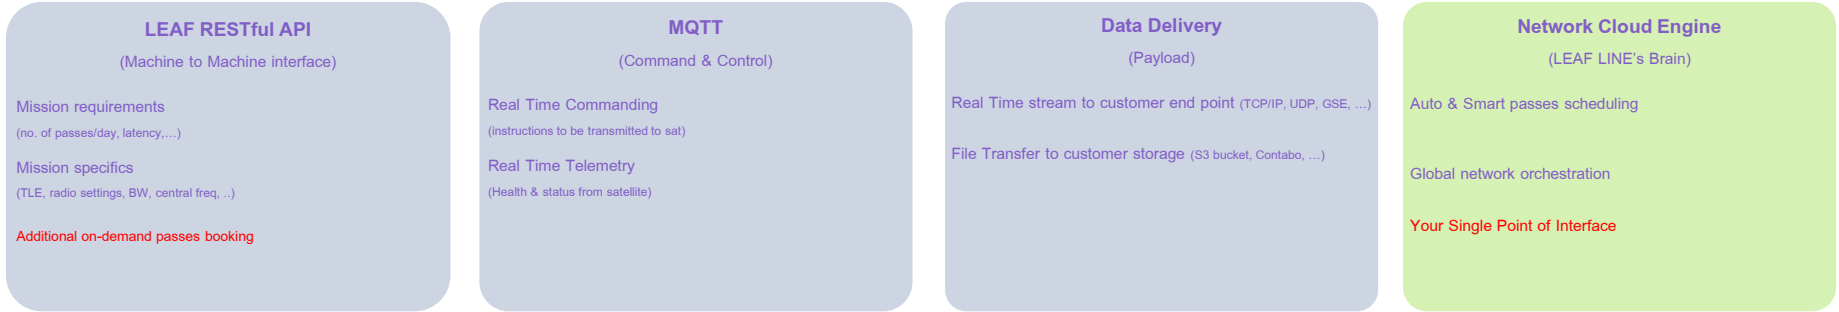 LEAF RESTful API
(Machine to Machine interface)
Mission requirements
(no. of passes/day, latency,…)
Mission specifics
(TLE, radio settings, BW, central freq, ..)
Additional on-demand passes booking
MQTT
(Command & Control)
Real Time Commanding
(instructions to be transmitted to sat)
Real Time Telemetry
(Health & status from satellite)
Data Delivery
(Payload)
Real Time stream to customer end point (TCP/IP, UDP, GSE, …)
File Transfer to customer storage (S3 bucket, Contabo, …)
Network Cloud Engine
(LEAF LINE’s Brain)
Auto & Smart passes scheduling
Global network orchestration
Your Single Point of Interface